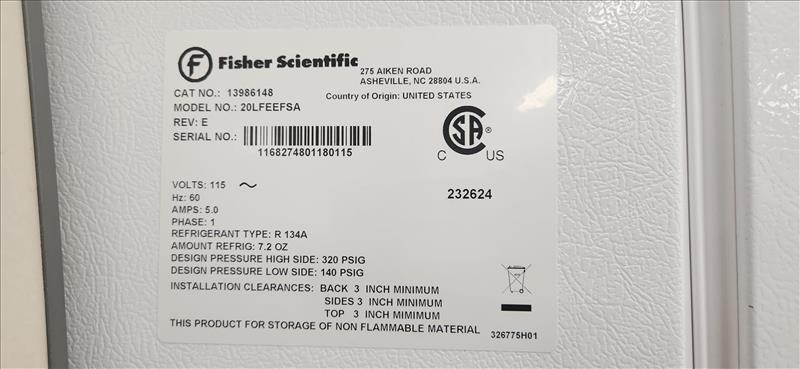 F Fisher Scientific
275 AIKEN ROAD
ASHEVILLE, NC 28804 U.S.A.
CAT NO.: 13986148
Country of Origin: UNITED STATES
MODEL NO.: 20LFEEFSA
REV: E
SERIAL NO.:
1168274801180115
CSA®
C US
VOLTS: 115 ~
232624
Hz: 60
AMPS: 5.0
PHASE: 1
REFRIGERANT TYPE: R 134A
AMOUNT REFRIG: 7.2 OZ
DESIGN PRESSURE HIGH SIDE: 320 PSIG
DESIGN PRESSURE LOW SIDE: 140 PSIG
INSTALLATION CLEARANCES: BACK 3 INCH MINIMUM
SIDES 3 INCH MINIMUM
TOP 3 INCH MIMIMUM
THIS PRODUCT FOR STORAGE OF NON FLAMMABLE MATERIAL
326775H01